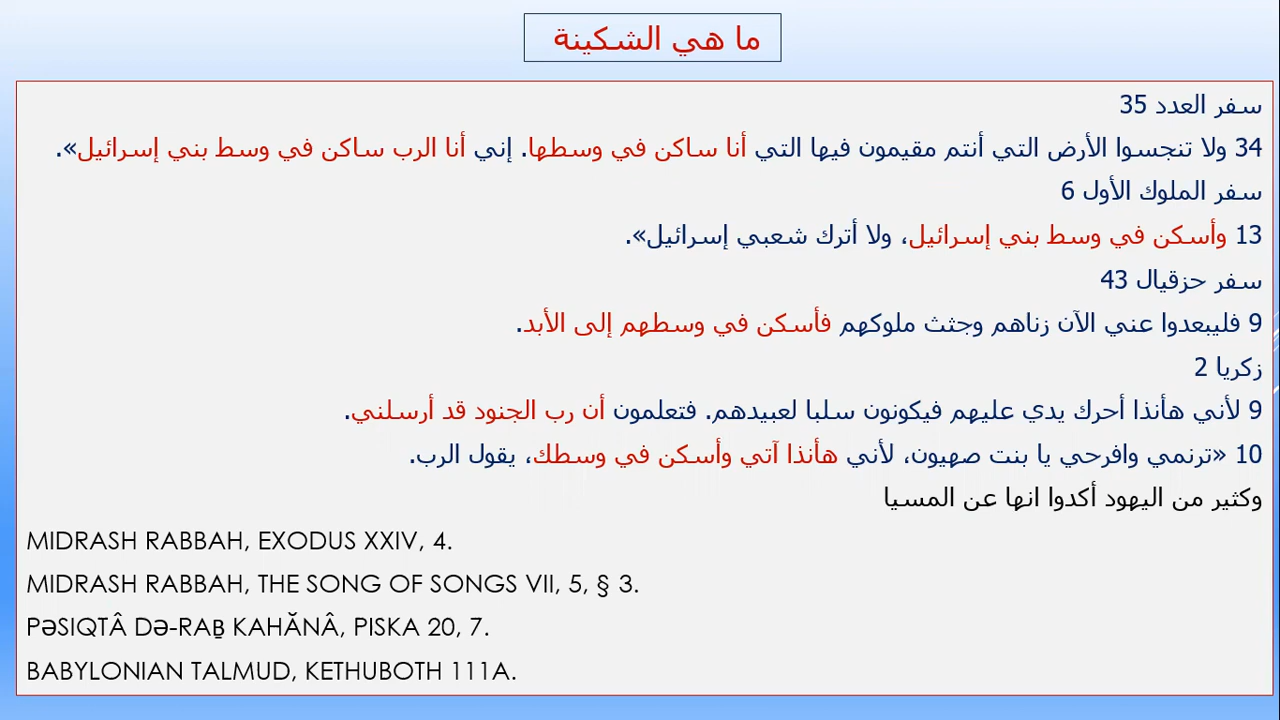 ما هي الشكينة
سفر العدد 35
34 ولا تنجسوا الأرض التي أنتم مقيمون فيها التي أنا ساكن في وسطها. إني أنا الرب ساكن في وسط بني إسرائيل».
سفر الملوك الأول 6
13 وأسكن في وسط بني إسرائيل، ولا أترك شعبي إسرائيل».
سفر حزقيال 43
9 فليبعدوا عني الآن زناهم وجثث ملوكهم فأسكن في وسطهم إلى الأبد.
زكريا 2
9 لأني هأنذا أحرك يدي عليهم فيكونون سلبا لعبيدهم. فتعلمون أن رب الجنود قد أرسلني.
10 «ترنمي وافرحي يا بنت صهيون، لأني هأنذا آتي وأسكن في وسطك، يقول الرب.
وكثير من اليهود أكدوا انها عن المسيا
MIDRASH RABBAH, EXODUS XXIV, 4.
MIDRASH RABBAH, THE SONG OF SONGS VII, 5, § 3.
PƏSIQTÂ DƏ-RAḆ KAHĂNÂ, PISKA 20, 7.
BABYLONIAN TALMUD, KETHUBOTH 111A.